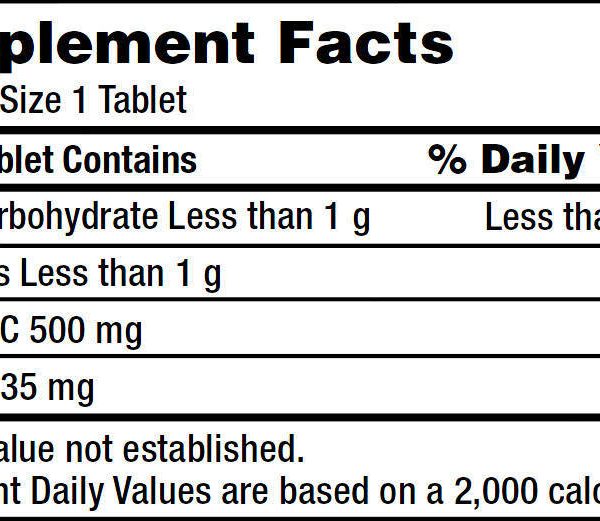 plement Facts
Size 1 Tablet
blet Contains % Daily
rbohydrate Less than 1 g Less tha
s Less than 1 g
C 500 mg
35 mg
alue not established.
nt Daily Values are based on a 2,000 calo